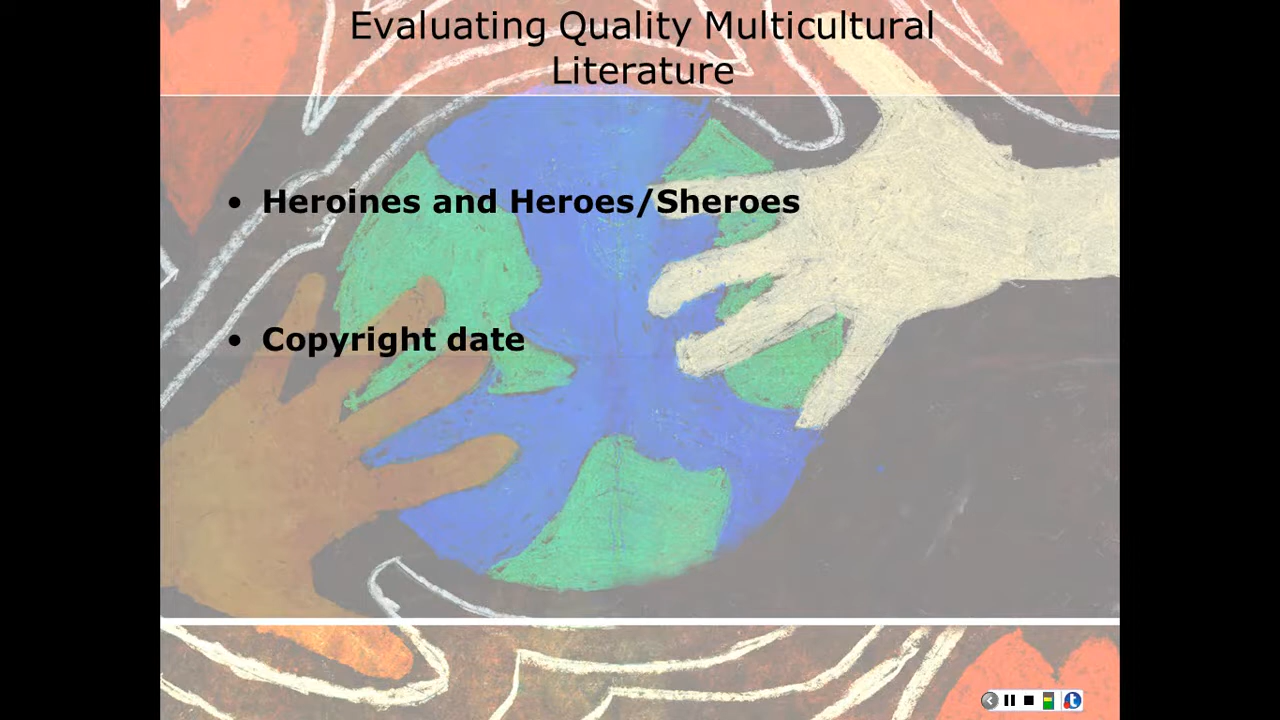 Evaluating Quality Multicultural
Literature
• Heroines and Heroes/Sheroes
• Copyright date